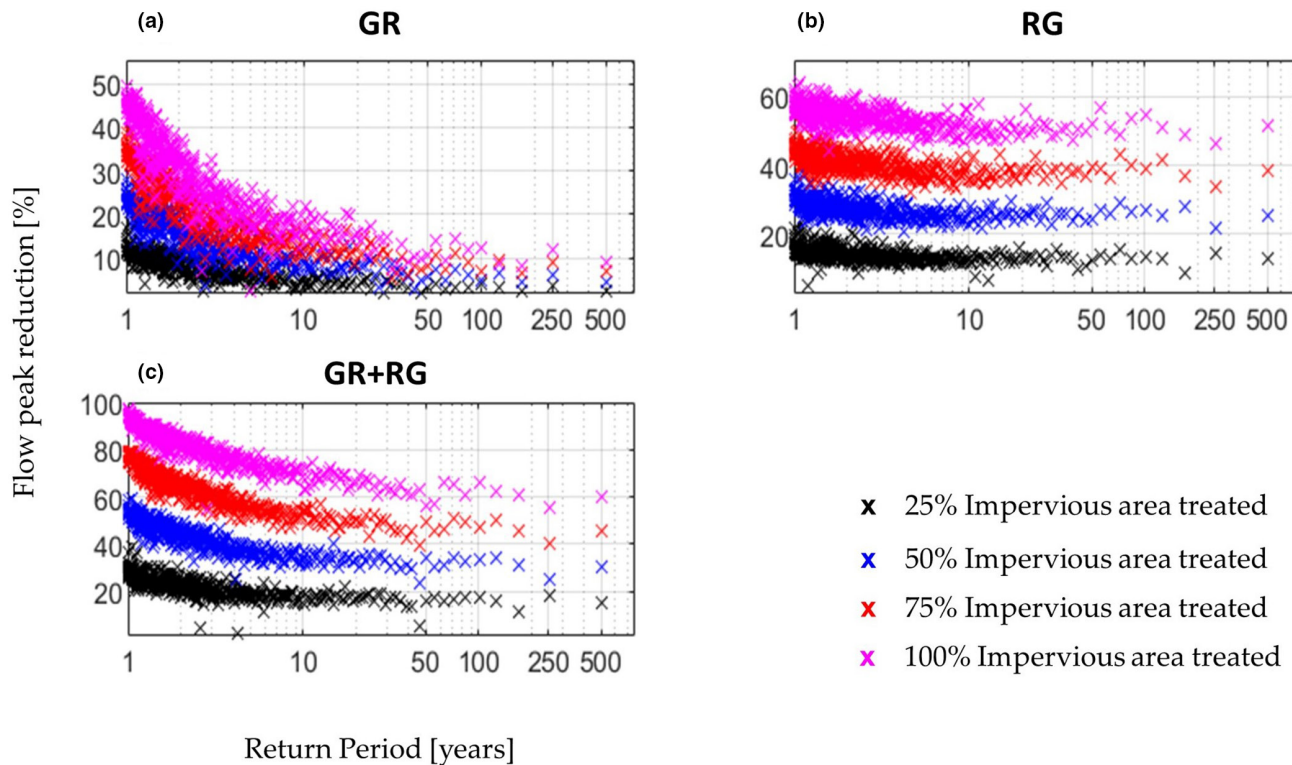 (a)
GR
50
40
30
20
10
1 10 50 100 250 500
(b)
RG
60
40
20
1 10 50 100 250 500
(c)
GR+RG
100
80
60
40
20
1 10 50 100 250 500
Flow peak reduction [%]
Return Period [years]
x 25% Impervious area treated
x 50% Impervious area treated
x 75% Impervious area treated
x 100% Impervious area treated